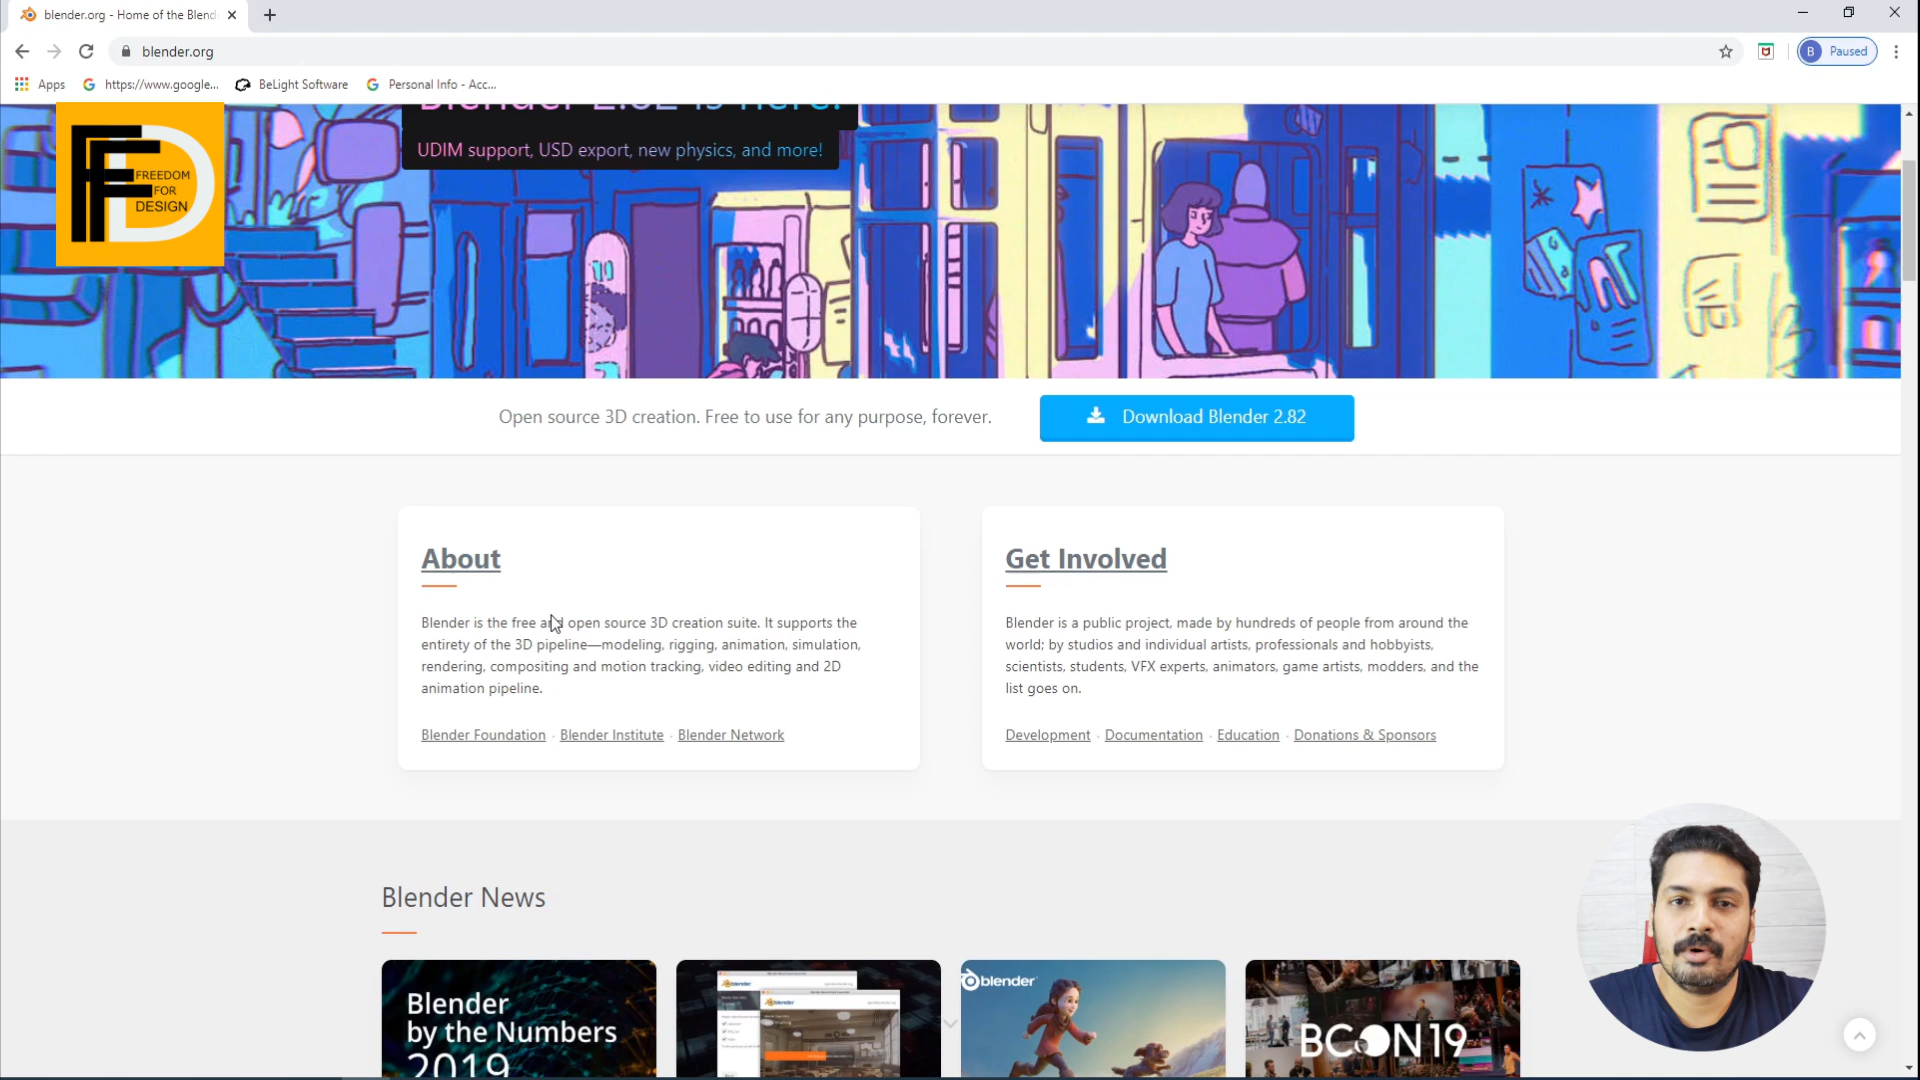 blender.org - Home of the Blend
blender.org
B Paused
Apps
https://www.google...
BeLight Software
Personal Info - Acc...
FREEDOM
FOR
DESIGN
Blender 2.82 is here!
UDIM support, USD export, new physics, and more!
Open source 3D creation. Free to use for any purpose, forever.
Download Blender 2.82
About
Blender is the free and open source 3D creation suite. It supports the
entirety of the 3D pipeline—modeling, rigging, animation, simulation,
rendering, compositing and motion tracking, video editing and 2D
animation pipeline.
Blender Foundation · Blender Institute · Blender Network
Get Involved
Blender is a public project, made by hundreds of people from around the
world; by studios and individual artists, professionals and hobbyists,
scientists, students, VFX experts, animators, game artists, modders, and the
list goes on.
Development · Documentation · Education · Donations & Sponsors
Blender News
Blender
by the Numbers
2019
blender
blender
blender
BCON19